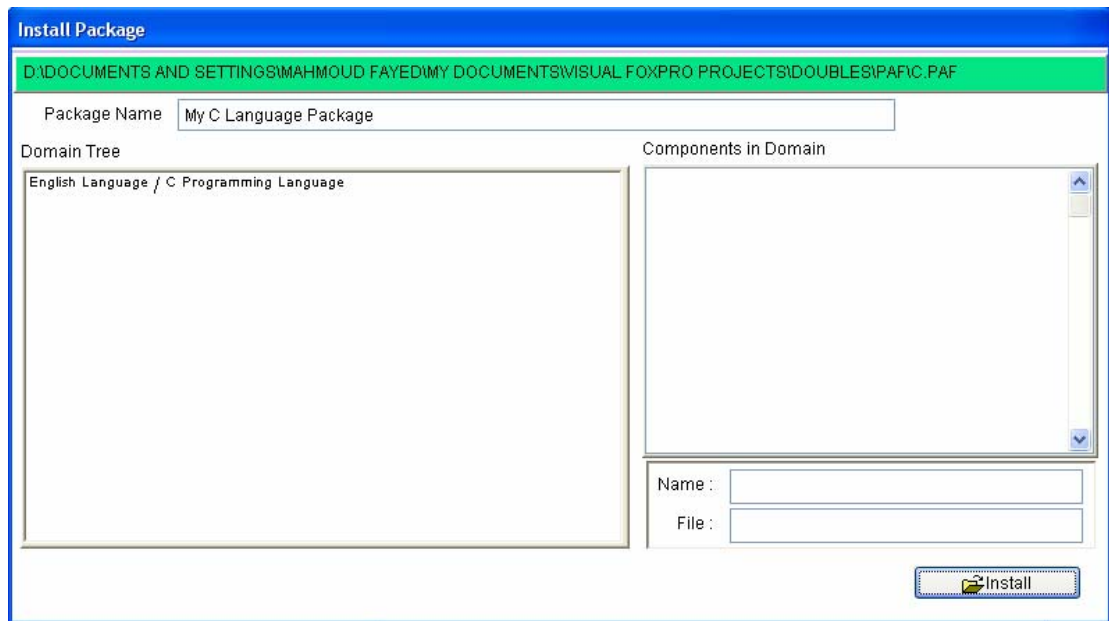 Install Package
D:\DOCUMENTS AND SETTINGS\MAHMOUD FAYED\MY DOCUMENTS\VISUAL FOXPRO PROJECTS\DOUBLES\PAF\C.PAF
Package Name
My C Language Package
Domain Tree
Components in Domain
English Language / C Programming Language
Name :
File :
Install